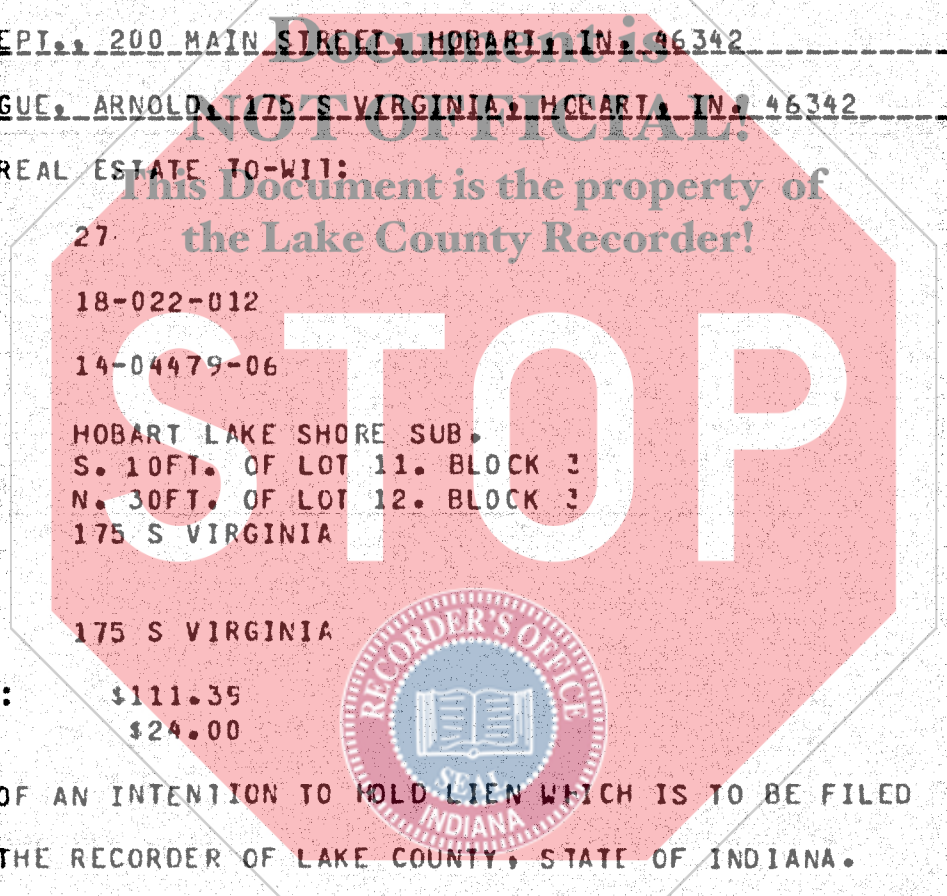 Document is
EPT., 200 MAIN STREET, HOBART, IN. 46342
NOT OFFICIAL!
GUE, ARNOLD, 175 S VIRGINIA, HOBART, IN. 46342
REAL ESTATE TO-WIT:
This Document is the property of
27
the Lake County Recorder!
18-022-012
STOP
14-04479-06
HOBART LAKE SHORE SUB.
S. 10FT. OF LOT 11. BLOCK 3
N. 30FT. OF LOT 12. BLOCK 3
175 S VIRGINIA
175 S VIRGINIA
RECORDER'S OFFICE
: $111.35
$24.00
SEAL
OF AN INTENTION TO HOLD LIEN WHICH IS TO BE FILED
INDIANA
THE RECORDER OF LAKE COUNTY, STATE OF INDIANA.